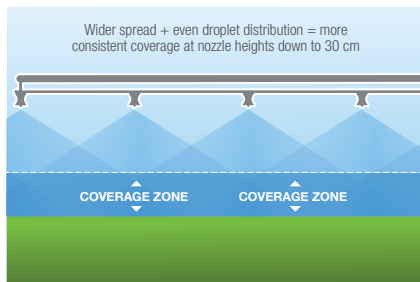 Wider spread + even droplet distribution = more
consistent coverage at nozzle heights down to 30 cm
COVERAGE ZONE COVERAGE ZONE